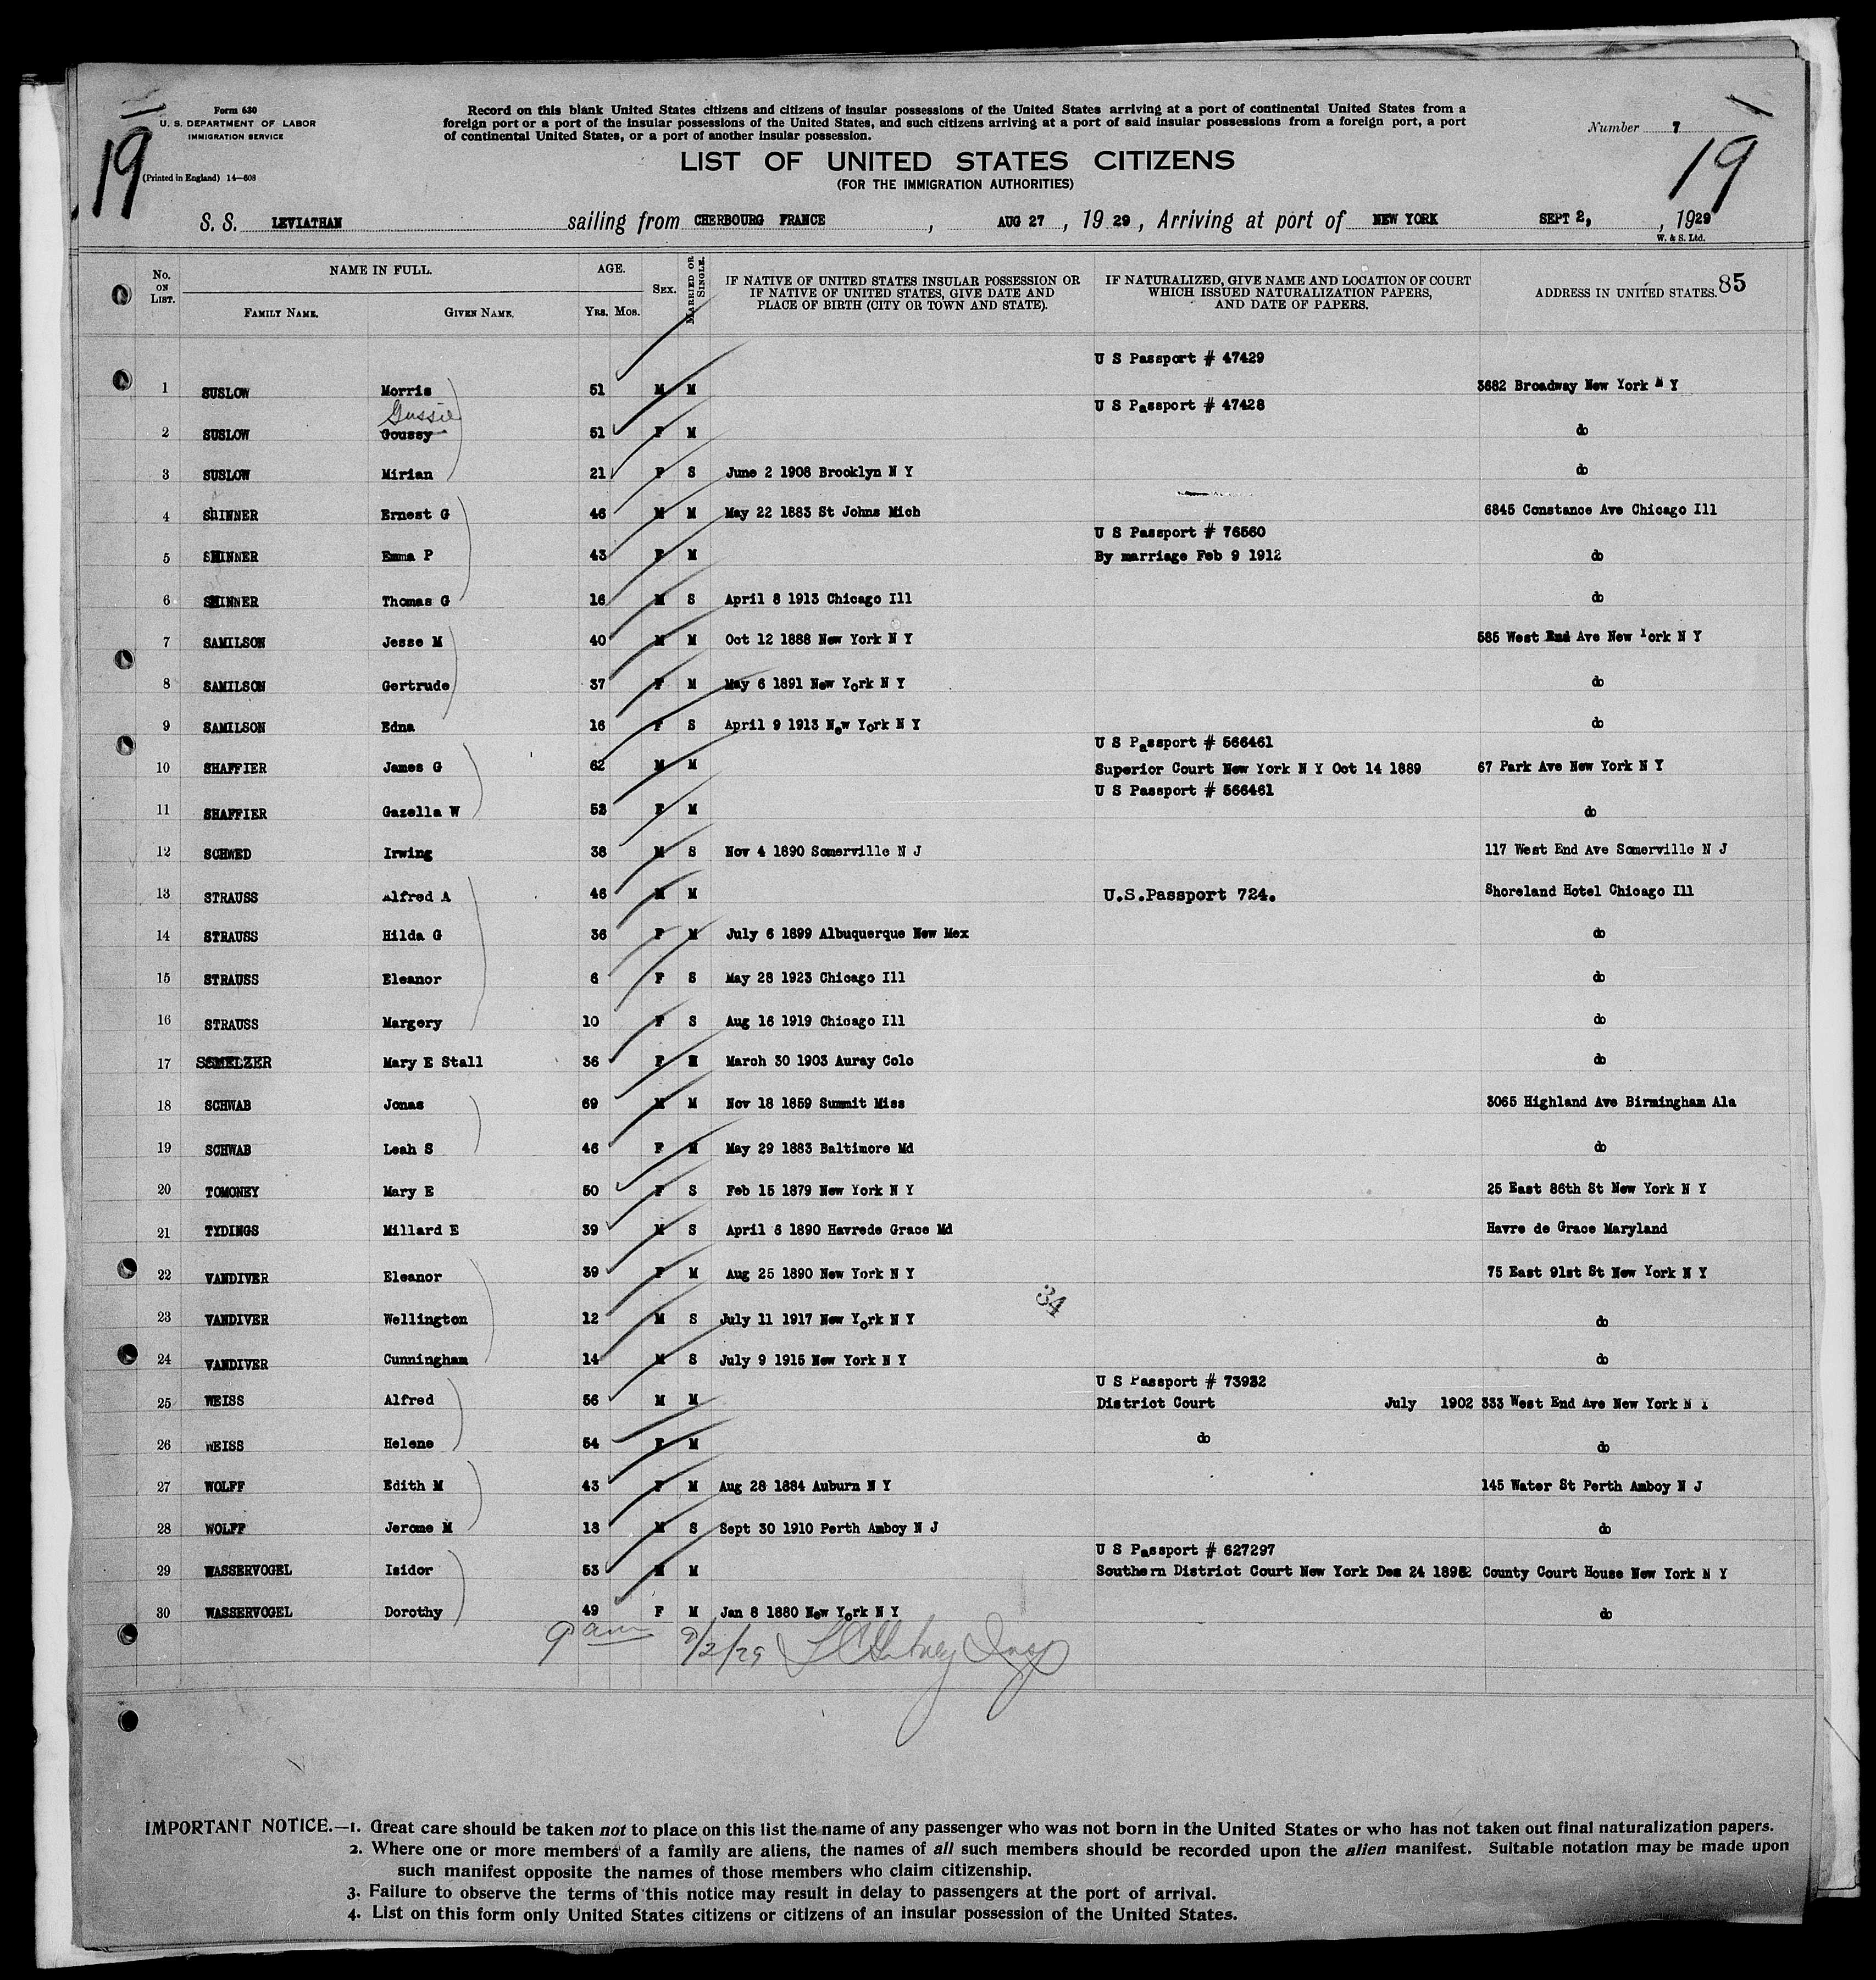 Form 630
U. S. DEPARTMENT OF LABOR
IMMIGRATION SERVICE
(Printed in England) 14—608
19
Record on this blank United States citizens and citizens of insular possessions of the United States arriving at a port of continental United States from a
foreign port or a port of the insular possessions of the United States, and such citizens arriving at a port of said insular possessions from a foreign port, a port
of continental United States, or a port of another insular possession.
Number 7
19
LIST OF UNITED STATES CITIZENS
(FOR THE IMMIGRATION AUTHORITIES)
S. S. LEVIATHAN sailing from CHERBOURG FRANCE , AUG 27 , 19 29 , Arriving at port of NEW YORK SEPT 2, , 1929
W. & S. Ltd.
No. ON LIST. NAME IN FULL. FAMILY NAME. GIVEN NAME. AGE. YRS. MOS. SEX. MARRIED OR SINGLE. IF NATIVE OF UNITED STATES INSULAR POSSESSION OR IF NATIVE OF UNITED STATES, GIVE DATE AND PLACE OF BIRTH (CITY OR TOWN AND STATE). IF NATURALIZED, GIVE NAME AND LOCATION OF COURT WHICH ISSUED NATURALIZATION PAPERS, AND DATE OF PAPERS. ADDRESS IN UNITED STATES. 85
U S Passport # 47429
1 SUSLOW Morris 51 M M 3682 Broadway New York N Y
Gussie U S Passport # 47428
2 SUSLOW Goussy 51 F M do
3 SUSLOW Mirian 21 F S June 2 1908 Brooklyn N Y do
4 SHINNER Ernest G 46 M M May 22 1883 St Johns Mich 6845 Constance Ave Chicago Ill
U S Passport # 76560
5 SHINNER Emma P 43 F M By marriage Feb 9 1912 do
6 SHINNER Thomas G 16 M S April 8 1913 Chicago Ill do
7 SAMILSON Jesse M 40 M M Oct 12 1888 New York N Y 585 West End Ave New York N Y
8 SAMILSON Gertrude 37 F M May 6 1891 New York N Y do
9 SAMILSON Edna 16 F S April 9 1913 New York N Y do
U S Passport # 566461
10 SHAFFIER James G 62 M M Superior Court New York N Y Oct 14 1889 67 Park Ave New York N Y
U S Passport # 566461
11 SHAFFIER Gazella W 52 F M do
12 SCHWED Irwing 38 M S Nov 4 1890 Somerville N J 117 West End Ave Somerville N J
13 STRAUSS Alfred A 46 M M U.S.Passport 724. Shoreland Hotel Chicago Ill
14 STRAUSS Hilda G 36 F M July 6 1899 Albuquerque New Mex do
15 STRAUSS Eleanor 6 F S May 28 1923 Chicago Ill do
16 STRAUSS Margery 10 F S Aug 16 1919 Chicago Ill do
17 SSMELZER Mary E Stall 36 F M March 30 1903 Auray Colo do
18 SCHWAB Jonas 69 M M Nov 18 1859 Summit Miss 3065 Highland Ave Birmingham Ala
19 SCHWAB Leah S 46 F M May 29 1883 Baltimore Md do
20 TOMONEY Mary E 50 F S Feb 15 1879 New York N Y 25 East 86th St New York N Y
21 TYDINGS Millard E 39 M S April 6 1890 Havrede Grace Md Havre de Grace Maryland
22 VANDIVER Eleanor 39 F M Aug 25 1890 New York N Y 75 East 91st St New York N Y
34
23 VANDIVER Wellington 12 M S July 11 1917 New York N Y do
24 VANDIVER Cunningham 14 M S July 9 1915 New York N Y do
U S Passport # 73932
25 WEISS Alfred 56 M M District Court July 1902 333 West End Ave New York N Y
26 WEISS Helene 54 F M do do
27 WOLFF Edith M 43 F M Aug 28 1884 Auburn N Y 145 Water St Perth Amboy N J
28 WOLFF Jerome M 18 M S Sept 30 1910 Perth Amboy N J do
U S Passport # 627297
29 WASSERVOGEL Isidor 53 M M Southern District Court New York Dec 24 1892 County Court House New York N Y
30 WASSERVOGEL Dorothy 49 F M Jan 8 1880 New York N Y do
9 am 9/2/29 Insp
IMPORTANT NOTICE.—1. Great care should be taken not to place on this list the name of any passenger who was not born in the United States or who has not taken out final naturalization papers.
2. Where one or more members of a family are aliens, the names of all such members should be recorded upon the alien manifest. Suitable notation may be made upon
such manifest opposite the names of those members who claim citizenship.
3. Failure to observe the terms of this notice may result in delay to passengers at the port of arrival.
4. List on this form only United States citizens or citizens of an insular possession of the United States.